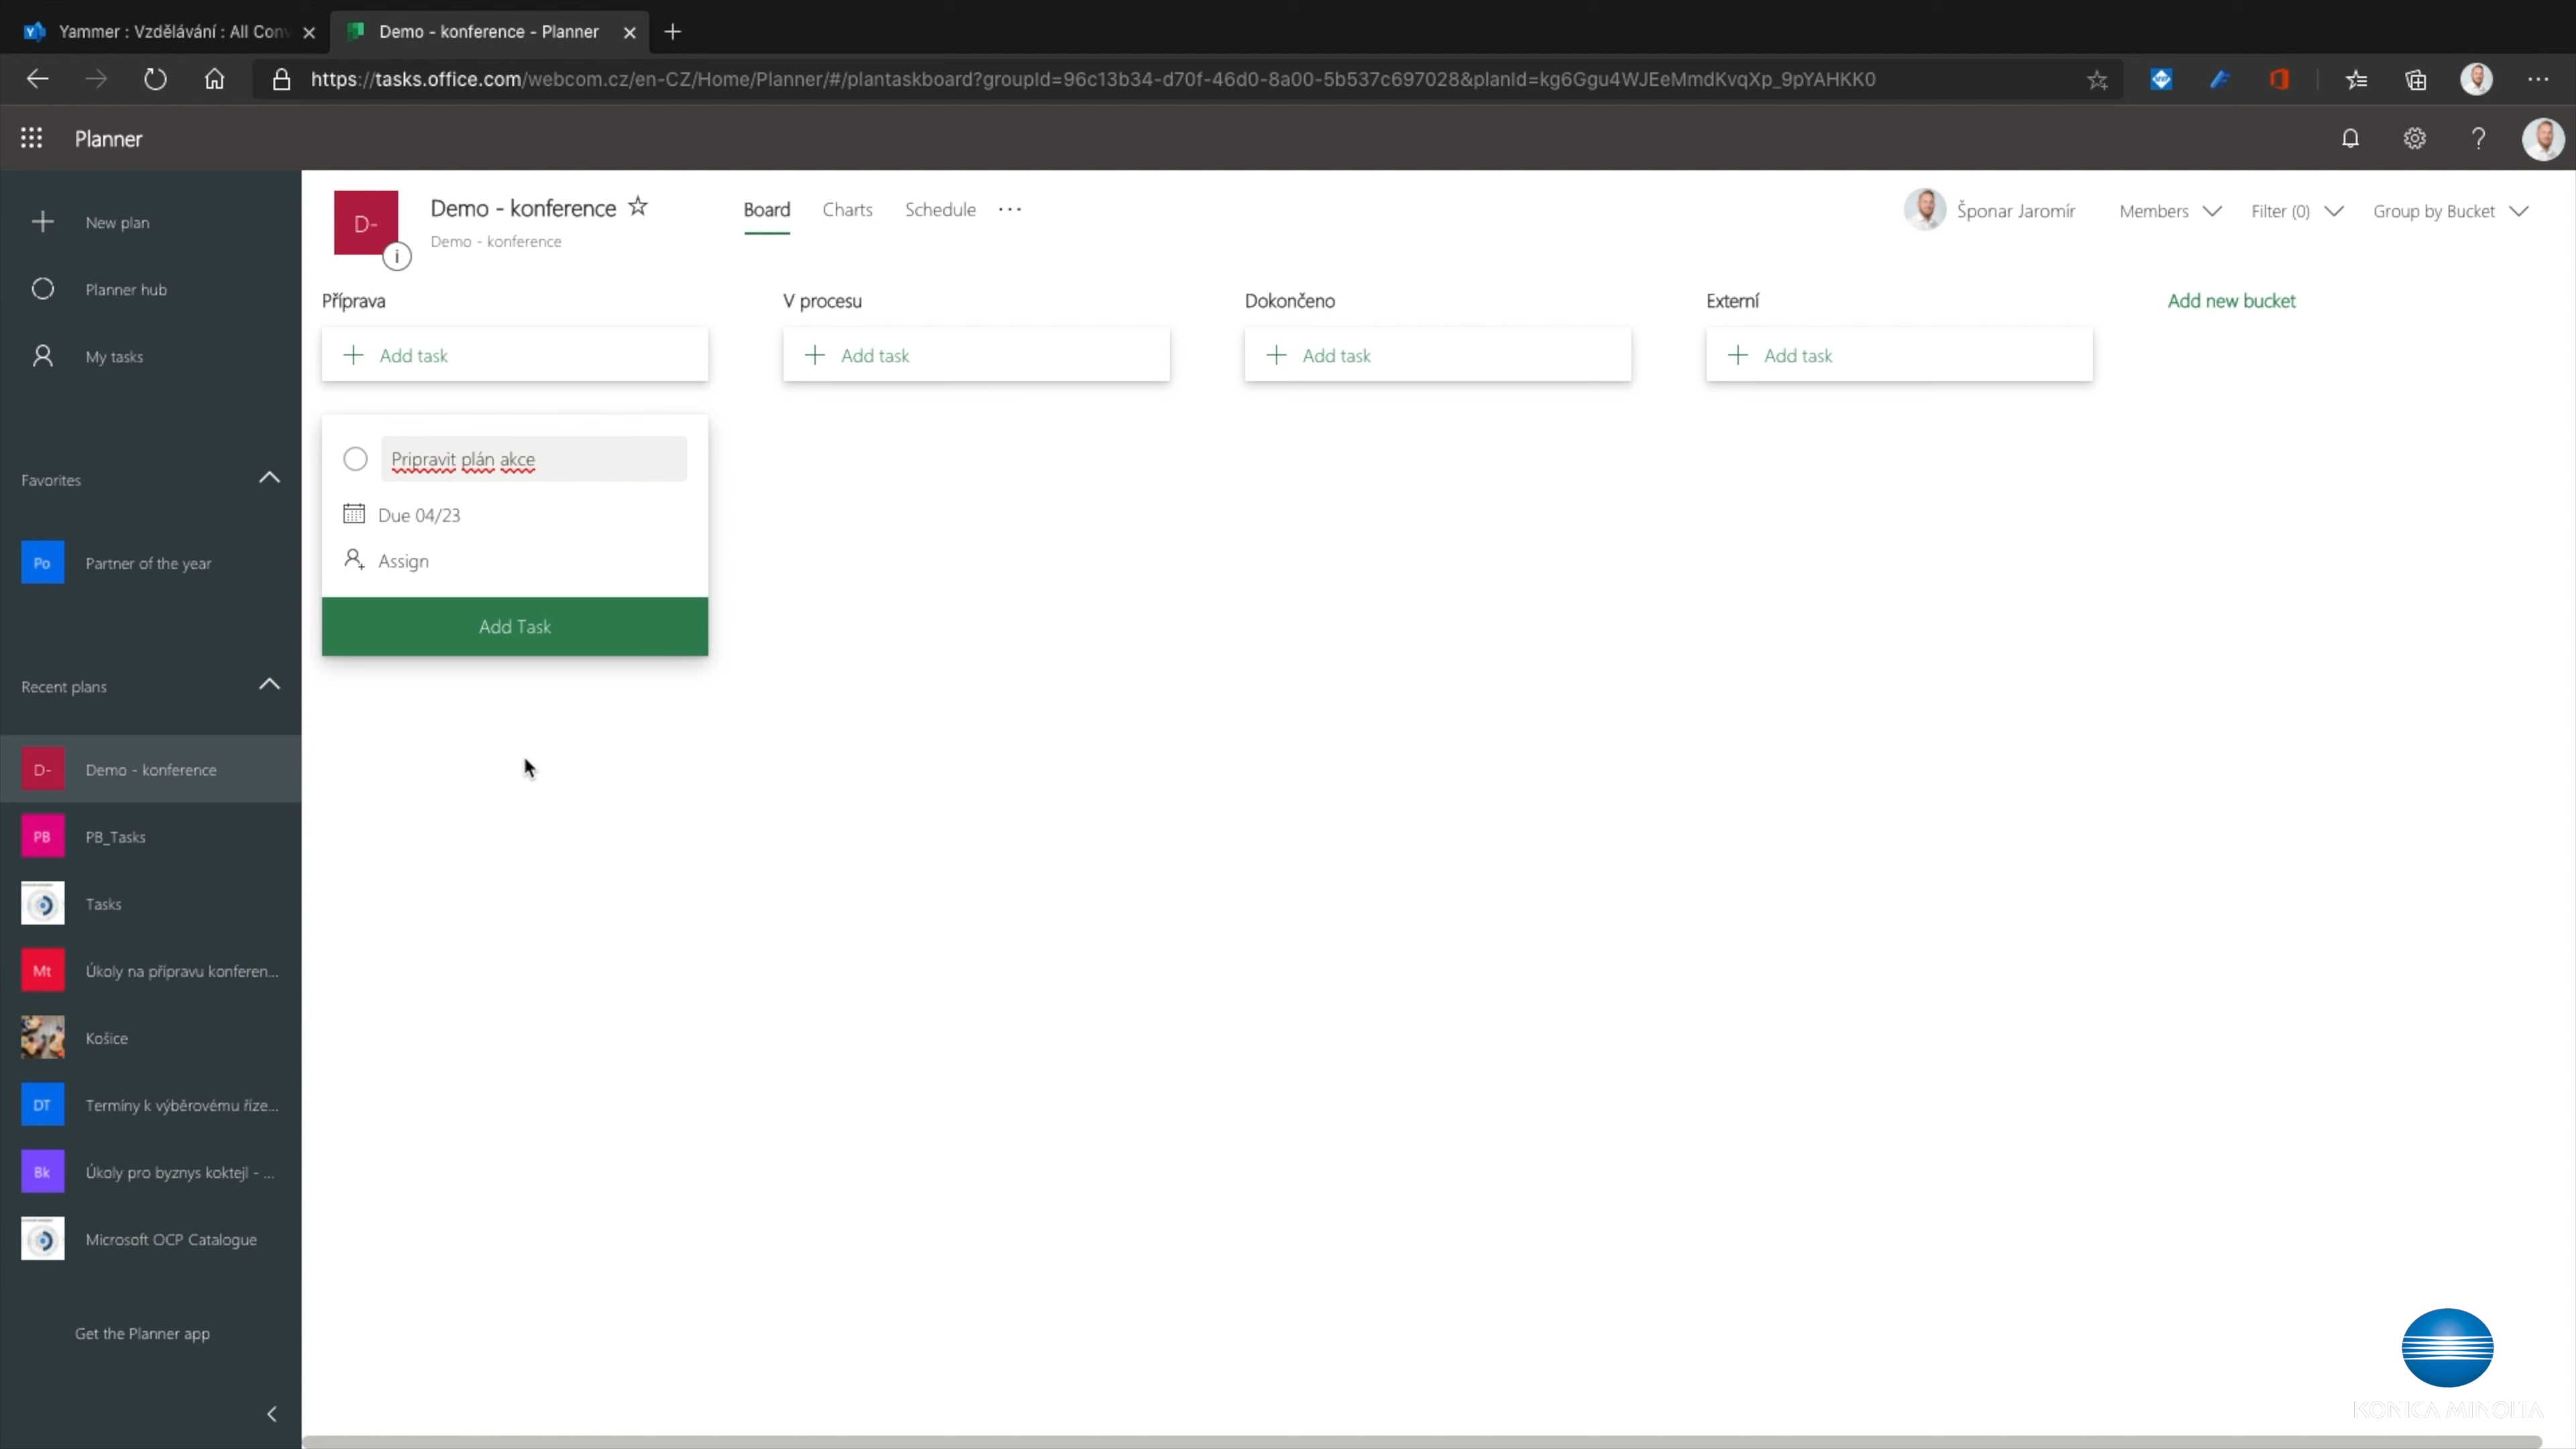 Yammer : Vzdělávání : All Con
Demo - konference - Planner
https://tasks.office.com/webcom.cz/en-CZ/Home/Planner/#/plantaskboard?groupId=96c13b34-d70f-46d0-8a00-5b537c697028&planId=kg6Ggu4WJEeMmdKvqXp_9pYAHKK0
Planner
New plan
Planner hub
My tasks
Favorites
Po Partner of the year
Recent plans
D- Demo - konference
PB PB_Tasks
Tasks
Mt Úkoly na přípravu konferen...
Košice
DT Termíny k výběrovému říze...
Bk Úkoly pro byznys koktejl - ...
Microsoft OCP Catalogue
Get the Planner app
D-
Demo - konference
Demo - konference
Board Charts Schedule ...
Šponar Jaromír Members Filter (0) Group by Bucket
Příprava
Add task
Pripravit plán akce
Due 04/23
Assign
Add Task
V procesu
Add task
Dokončeno
Add task
Externí
Add task
Add new bucket
KONICA MINOLTA